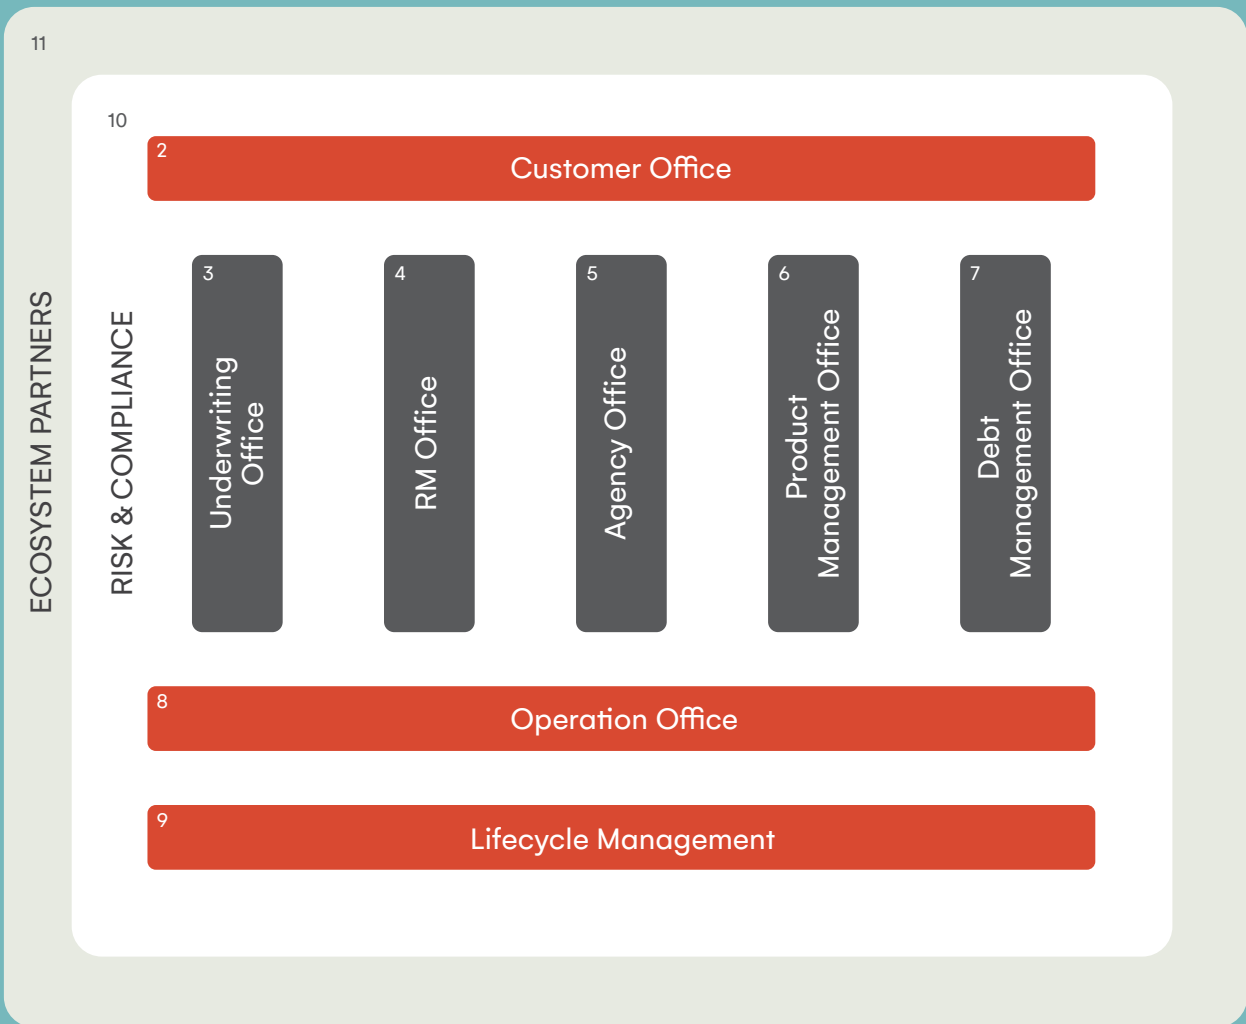 11
ECOSYSTEM PARTNERS
10
RISK & COMPLIANCE
2
Customer Office
3
Underwriting
Office
4
RM Office
5
Agency Office
6
Product
Management Office
7
Debt
Management Office
8
Operation Office
9
Lifecycle Management